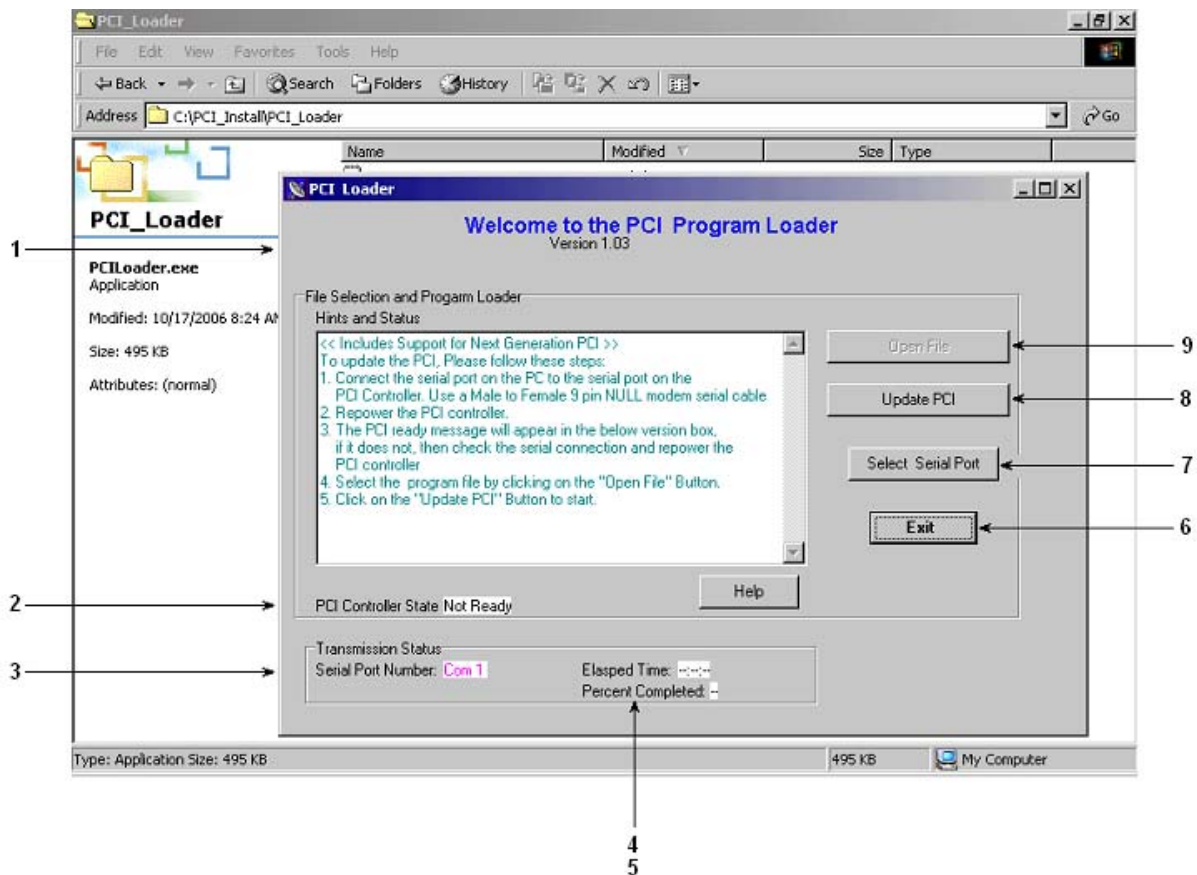 PCI_Loader
File Edit View Favorites Tools Help
Back Search Folders History
Address C:\PCI_Install\PCI_Loader Go
Name Modified Size Type
PCI_Loader
PCILoader.exe
Application
Modified: 10/17/2006 8:24 AM
Size: 495 KB
Attributes: (normal)
PCI Loader
Welcome to the PCI Program Loader
Version 1.03
File Selection and Progarm Loader
Hints and Status
<< Includes Support for Next Generation PCI >>
To update the PCI, Please follow these steps:
1. Connect the serial port on the PC to the serial port on the
PCI Controller. Use a Male to Female 9 pin NULL modem serial cable
2. Repower the PCI controller.
3. The PCI ready message will appear in the below version box,
if it does not, then check the serial connection and repower the
PCI controller
4. Select the program file by clicking on the "Open File" Button.
5. Click on the "Update PCI" Button to start.
Open File
Update PCI
Select Serial Port
Exit
Help
PCI Controller State Not Ready
Transmission Status
Serial Port Number: Com 1
Elasped Time: --:--:--
Percent Completed: --
Type: Application Size: 495 KB 495 KB My Computer
1
2
3
4
5
6
7
8
9